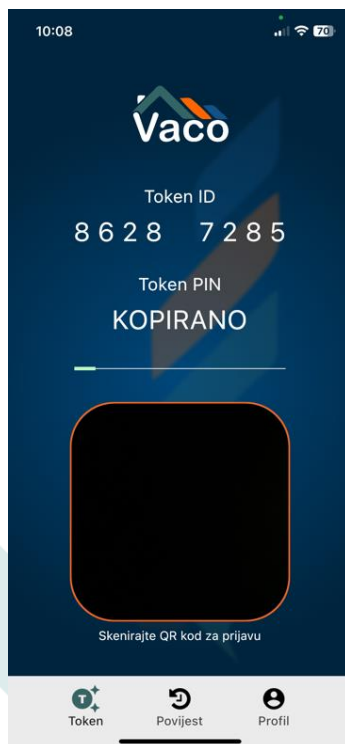 10:08
70
Vaco
Token ID
8628 7285
Token PIN
KOPIRANO
Skenirajte QR kod za prijavu
T
Token Povijest Profil